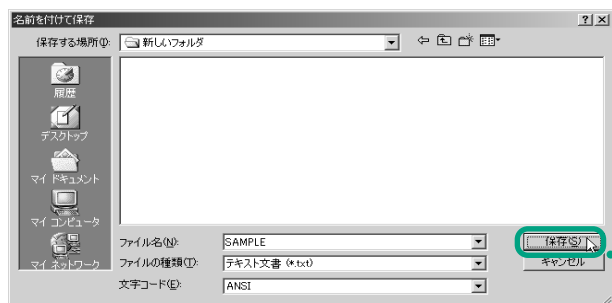 名前を付けて保存
保存する場所(I):
新しいフォルダ
履歴
デスクトップ
マイ ドキュメント
マイ コンピュータ
マイ ネットワーク
ファイル名(N):
SAMPLE
保存(S)
ファイルの種類(T):
テキスト文書 (*.txt)
キャンセル
文字コード(E):
ANSI